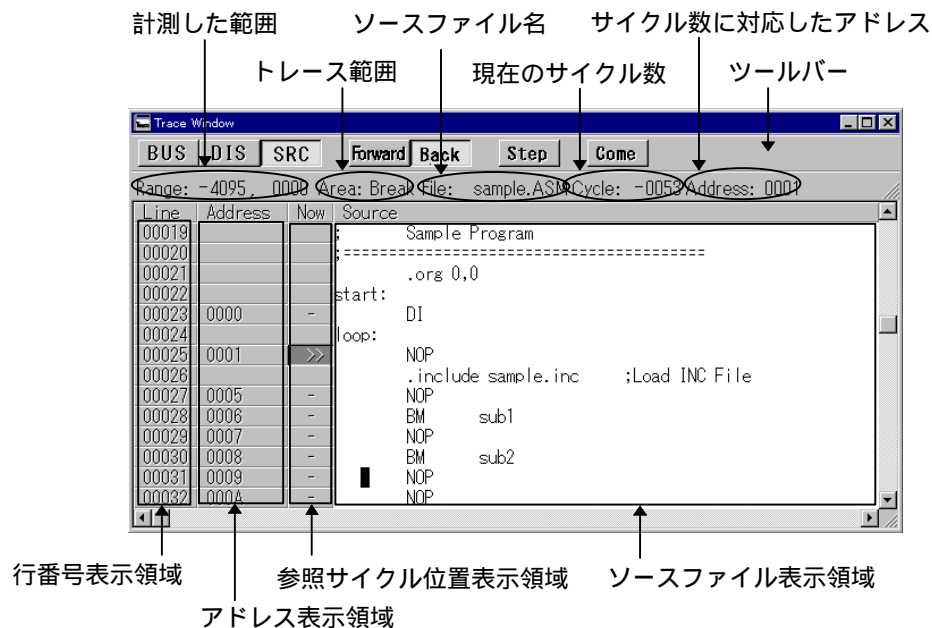 計測した範囲 ソースファイル名 サイクル数に対応したアドレス
トレース範囲 現在のサイクル数 ツールバー
Trace Window
BUS DIS SRC Forward Back Step Come
Range: -4095, 0000 Area: Break File: sample.ASM Cycle: -0053 Address: 0001
Line Address Now Source
00019 ; Sample Program
00020 ;========================================
00021 .org 0,0
00022 start:
00023 0000 - DI
00024 loop:
00025 0001 >> NOP
00026 .include sample.inc ;Load INC File
00027 0005 - NOP
00028 0006 - BM sub1
00029 0007 - NOP
00030 0008 - BM sub2
00031 0009 - NOP
00032 000A - NOP
行番号表示領域 参照サイクル位置表示領域 ソースファイル表示領域
アドレス表示領域